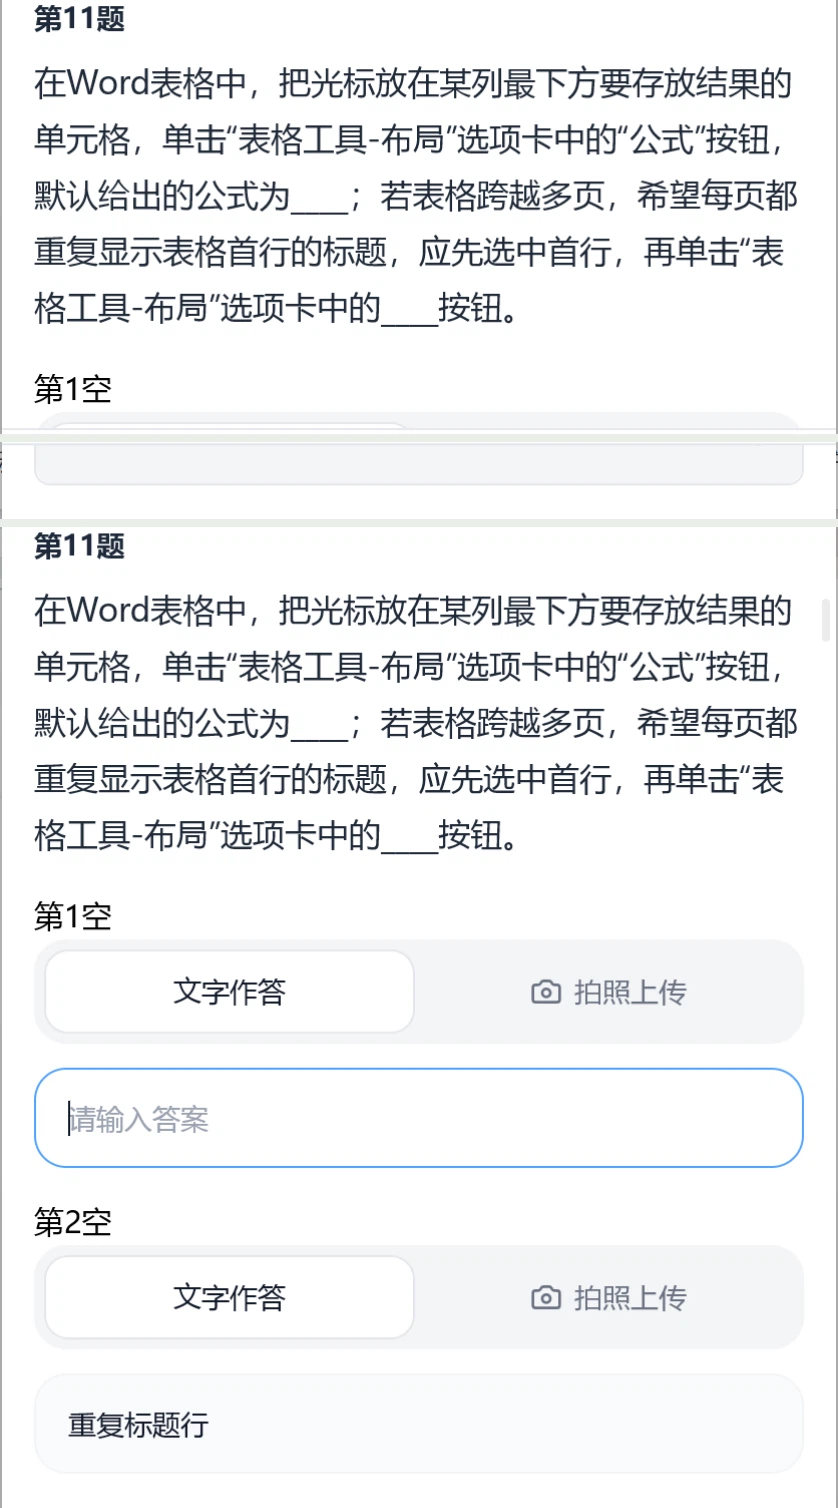 第11题
在Word表格中，把光标放在某列最下方要存放结果的
单元格，单击“表格工具-布局”选项卡中的“公式”按钮，
默认给出的公式为____；若表格跨越多页，希望每页都
重复显示表格首行的标题，应先选中首行，再单击“表
格工具-布局”选项卡中的____按钮。
第1空
第11题
在Word表格中，把光标放在某列最下方要存放结果的
单元格，单击“表格工具-布局”选项卡中的“公式”按钮，
默认给出的公式为____；若表格跨越多页，希望每页都
重复显示表格首行的标题，应先选中首行，再单击“表
格工具-布局”选项卡中的____按钮。
第1空
文字作答 拍照上传
请输入答案
第2空
文字作答 拍照上传
重复标题行